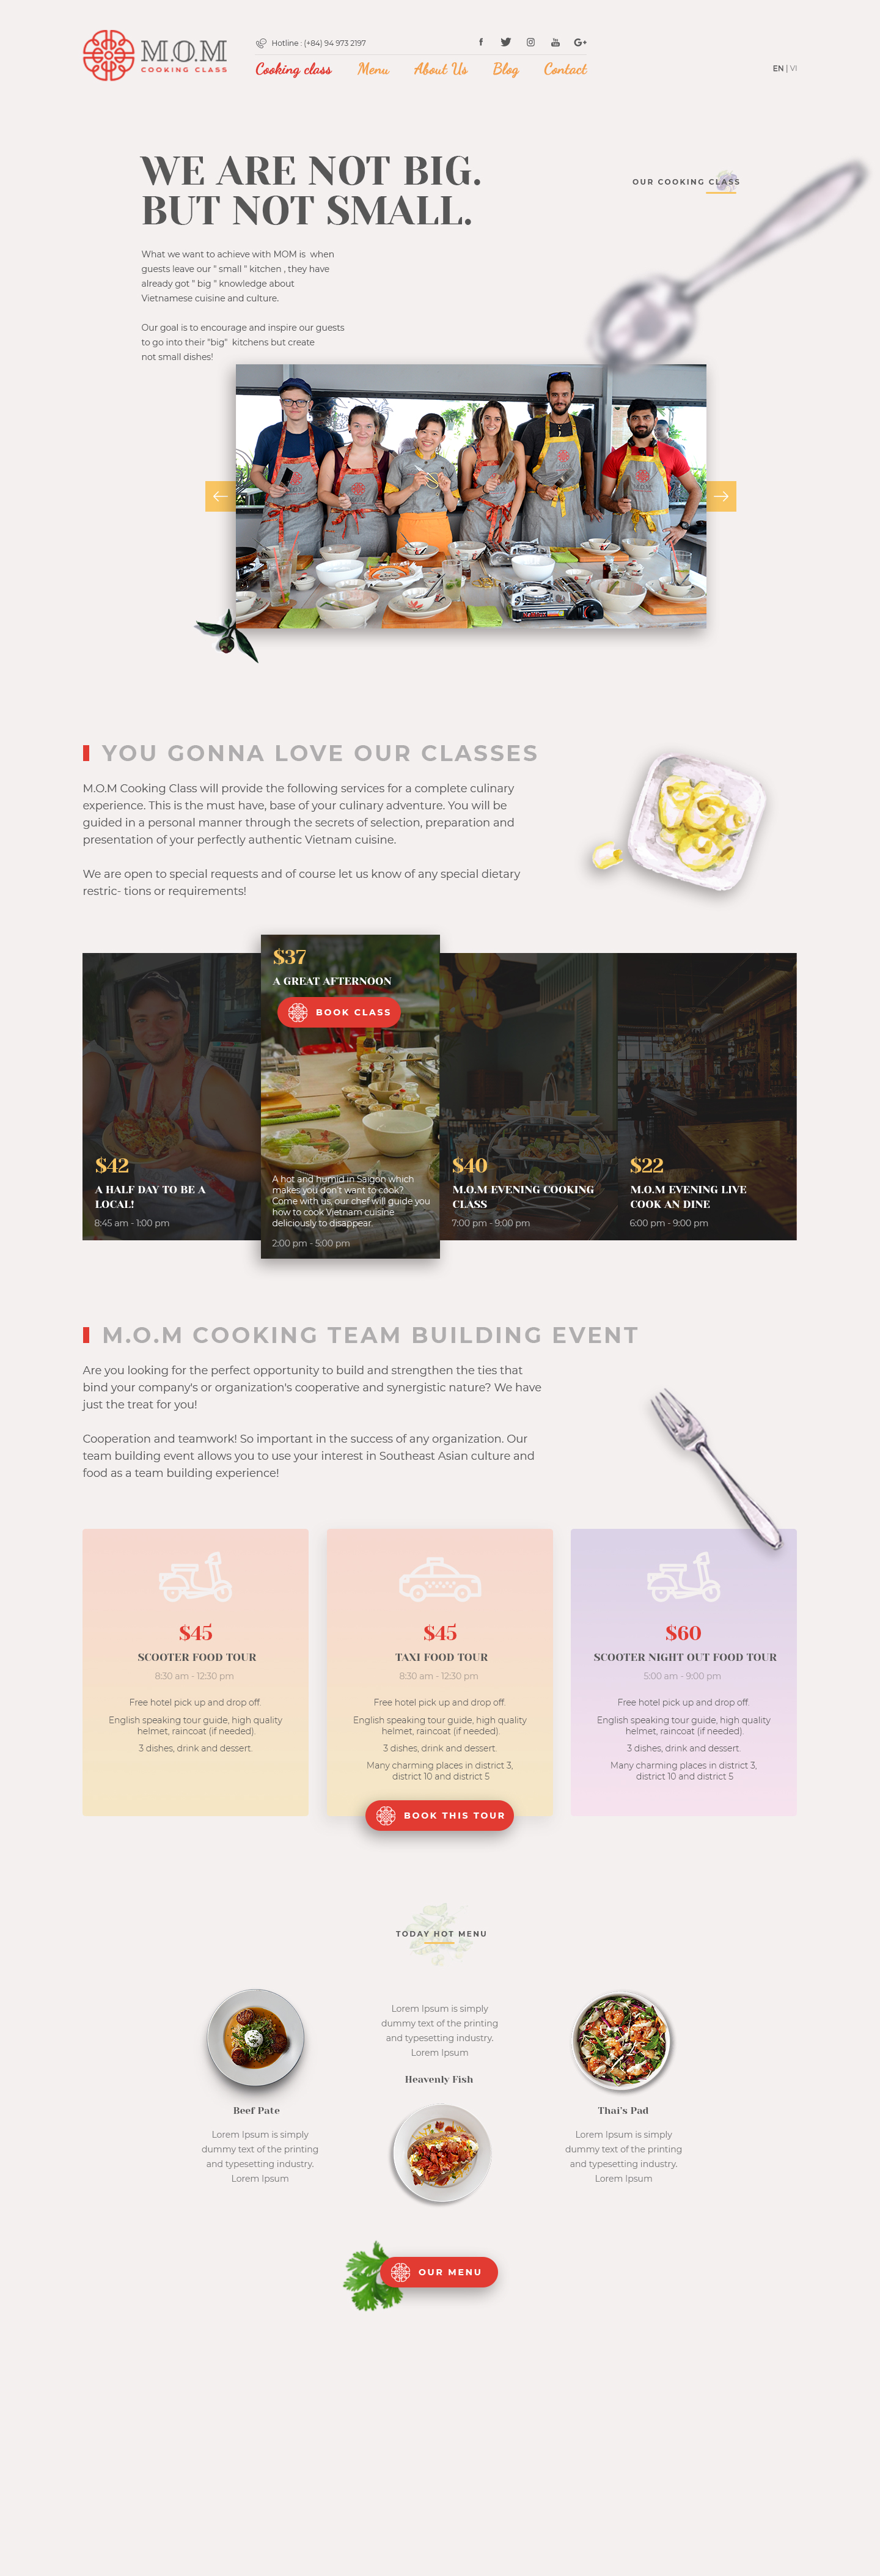 M.O.M
COOKING CLASS
Hotline : (+84) 94 973 2197
Cooking class
Menu
About Us
Blog
Contact
EN | VI
WE ARE NOT BIG.
BUT NOT SMALL.
OUR COOKING CLASS
What we want to achieve with MOM is when
guests leave our " small " kitchen , they have
already got " big " knowledge about
Vietnamese cuisine and culture.
Our goal is to encourage and inspire our guests
to go into their "big" kitchens but create
not small dishes!
YOU GONNA LOVE OUR CLASSES
M.O.M Cooking Class will provide the following services for a complete culinary
experience. This is the must have, base of your culinary adventure. You will be
guided in a personal manner through the secrets of selection, preparation and
presentation of your perfectly authentic Vietnam cuisine.
We are open to special requests and of course let us know of any special dietary
restric- tions or requirements!
$42
A HALF DAY TO BE A
LOCAL!
8:45 am - 1:00 pm
$37
A GREAT AFTERNOON
BOOK CLASS
A hot and humid in Saigon which
makes you don't want to cook?
Come with us, our chef will guide you
how to cook Vietnam cuisine
deliciously to disappear.
2:00 pm - 5:00 pm
$40
M.O.M EVENING COOKING
CLASS
7:00 pm - 9:00 pm
$22
M.O.M EVENING LIVE
COOK AN DINE
6:00 pm - 9:00 pm
M.O.M COOKING TEAM BUILDING EVENT
Are you looking for the perfect opportunity to build and strengthen the ties that
bind your company's or organization's cooperative and synergistic nature? We have
just the treat for you!
Cooperation and teamwork! So important in the success of any organization. Our
team building event allows you to use your interest in Southeast Asian culture and
food as a team building experience!
$45
SCOOTER FOOD TOUR
8:30 am - 12:30 pm
Free hotel pick up and drop off.
English speaking tour guide, high quality
helmet, raincoat (if needed).
3 dishes, drink and dessert.
$45
TAXI FOOD TOUR
8:30 am - 12:30 pm
Free hotel pick up and drop off.
English speaking tour guide, high quality
helmet, raincoat (if needed).
3 dishes, drink and dessert.
Many charming places in district 3,
district 10 and district 5
BOOK THIS TOUR
$60
SCOOTER NIGHT OUT FOOD TOUR
5:00 am - 9:00 pm
Free hotel pick up and drop off.
English speaking tour guide, high quality
helmet, raincoat (if needed).
3 dishes, drink and dessert.
Many charming places in district 3,
district 10 and district 5
TODAY HOT MENU
Beef Pate
Lorem Ipsum is simply
dummy text of the printing
and typesetting industry.
Lorem Ipsum
Lorem Ipsum is simply
dummy text of the printing
and typesetting industry.
Lorem Ipsum
Heavenly Fish
Thai's Pad
Lorem Ipsum is simply
dummy text of the printing
and typesetting industry.
Lorem Ipsum
OUR MENU